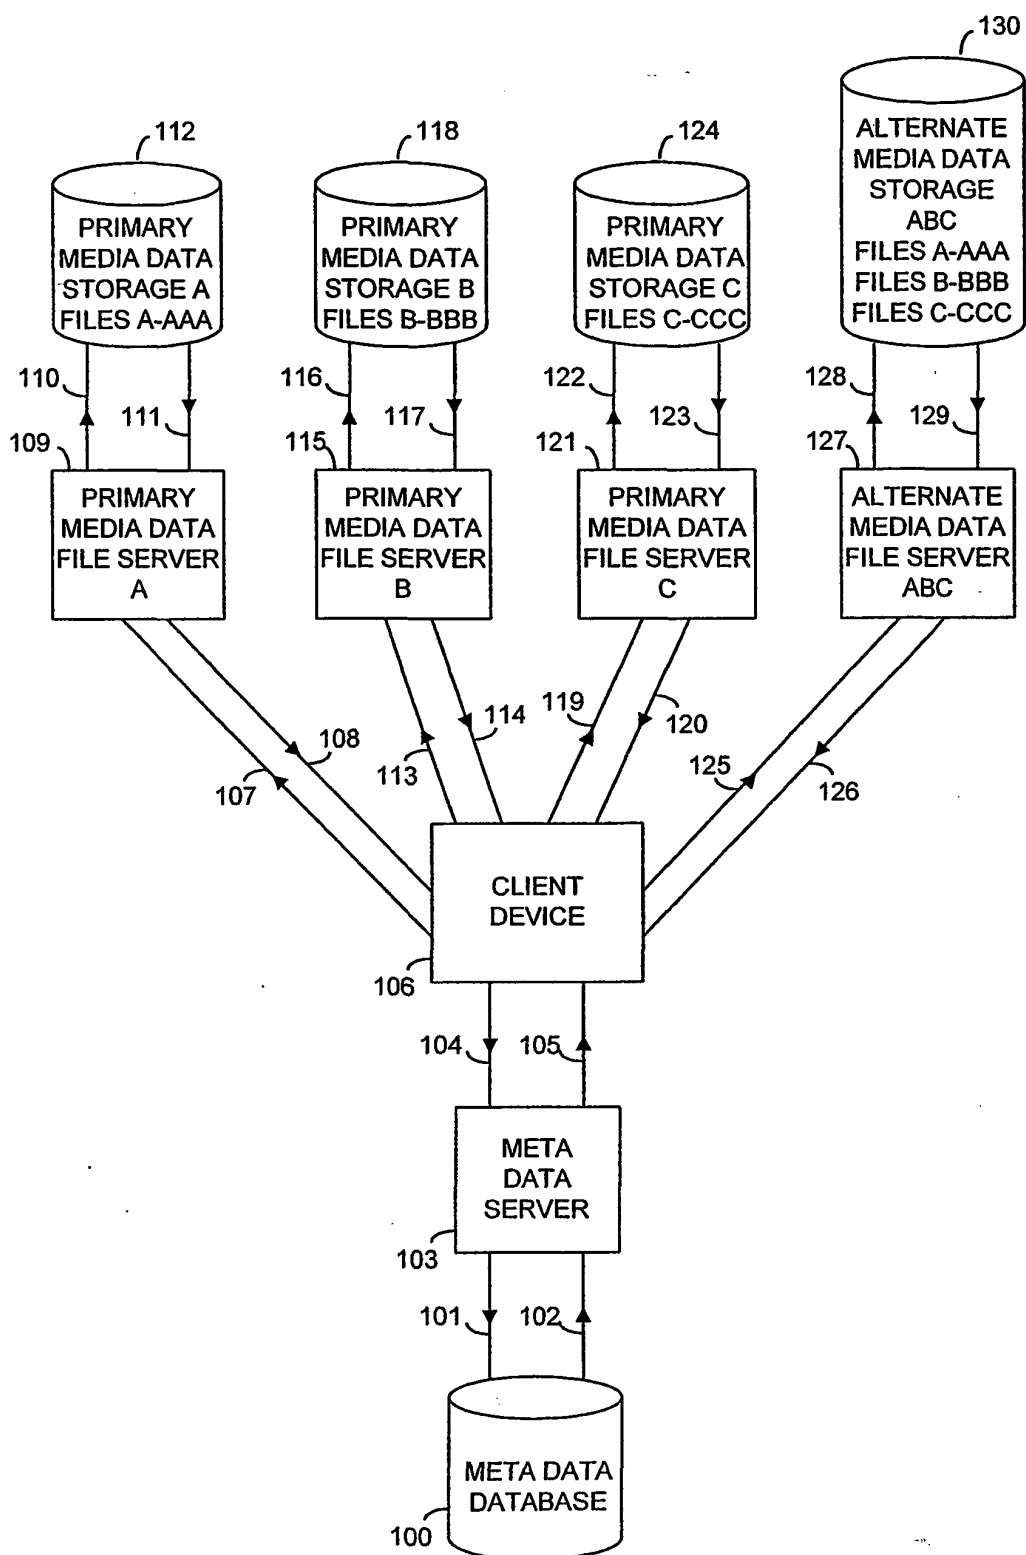 130
112
118
124
ALTERNATE
MEDIA DATA
STORAGE
ABC
FILES A-AAA
FILES B-BBB
FILES C-CCC
PRIMARY
MEDIA DATA
STORAGE A
FILES A-AAA
PRIMARY
MEDIA DATA
STORAGE B
FILES B-BBB
PRIMARY
MEDIA DATA
STORAGE C
FILES C-CCC
110
111
109
116
117
115
122
123
121
128
129
127
PRIMARY
MEDIA DATA
FILE SERVER
A
PRIMARY
MEDIA DATA
FILE SERVER
B
PRIMARY
MEDIA DATA
FILE SERVER
C
ALTERNATE
MEDIA DATA
FILE SERVER
ABC
108
107
113
114
119
120
125
126
CLIENT
DEVICE
106
104
105
META
DATA
SERVER
103
101
102
META DATA
DATABASE
100